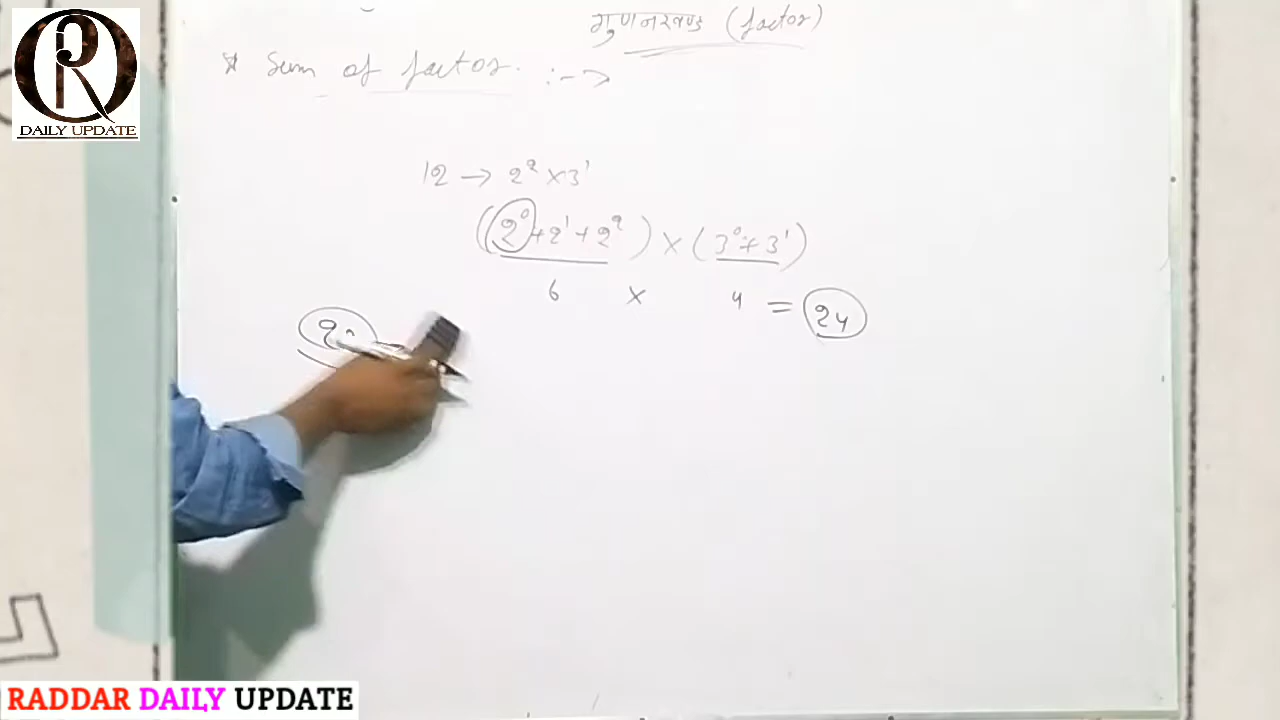 DAILY UPDATE
गुणनखण्ड (factor)
* Sum of factor. :-->
12 → 2² × 3¹
(2⁰ + 2¹ + 2²) × (3⁰ + 3¹)
6 × 4 = 24
RADDAR DAILY UPDATE